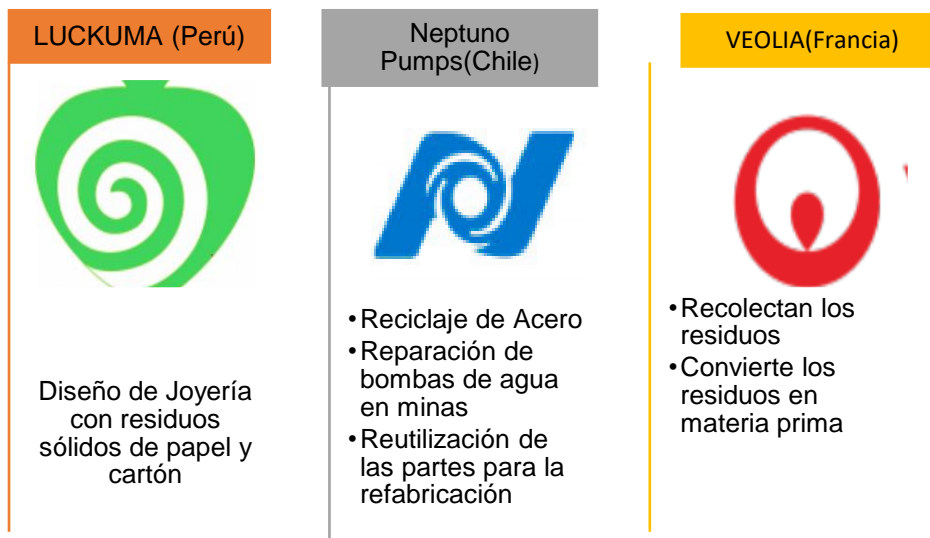 LUCKUMA (Perú)
Diseño de Joyería
con residuos
sólidos de papel y
cartón
Neptuno
Pumps(Chile)
•Reciclaje de Acero
•Reparación de
bombas de agua
en minas
•Reutilización de
las partes para la
refabricación
VEOLIA(Francia)
•Recolectan los
residuos
•Convierte los
residuos en
materia prima